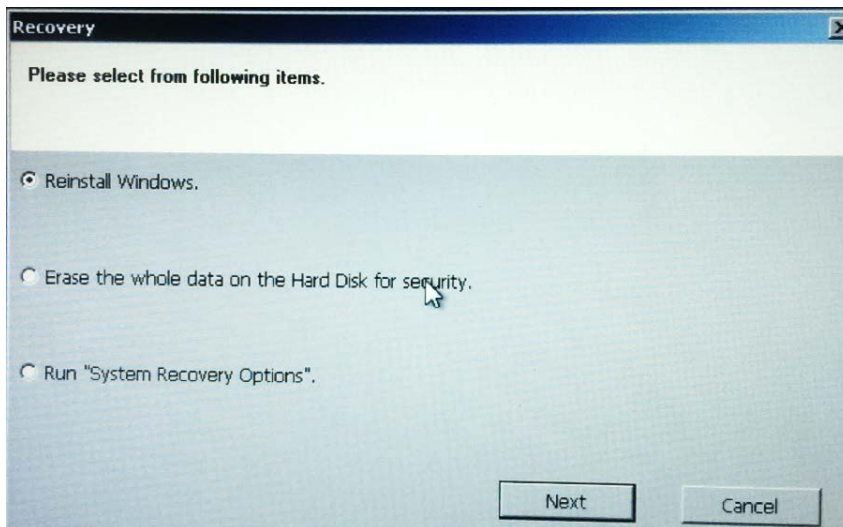 Recovery
Please select from following items.
Reinstall Windows.
Erase the whole data on the Hard Disk for security.
Run "System Recovery Options".
Next
Cancel